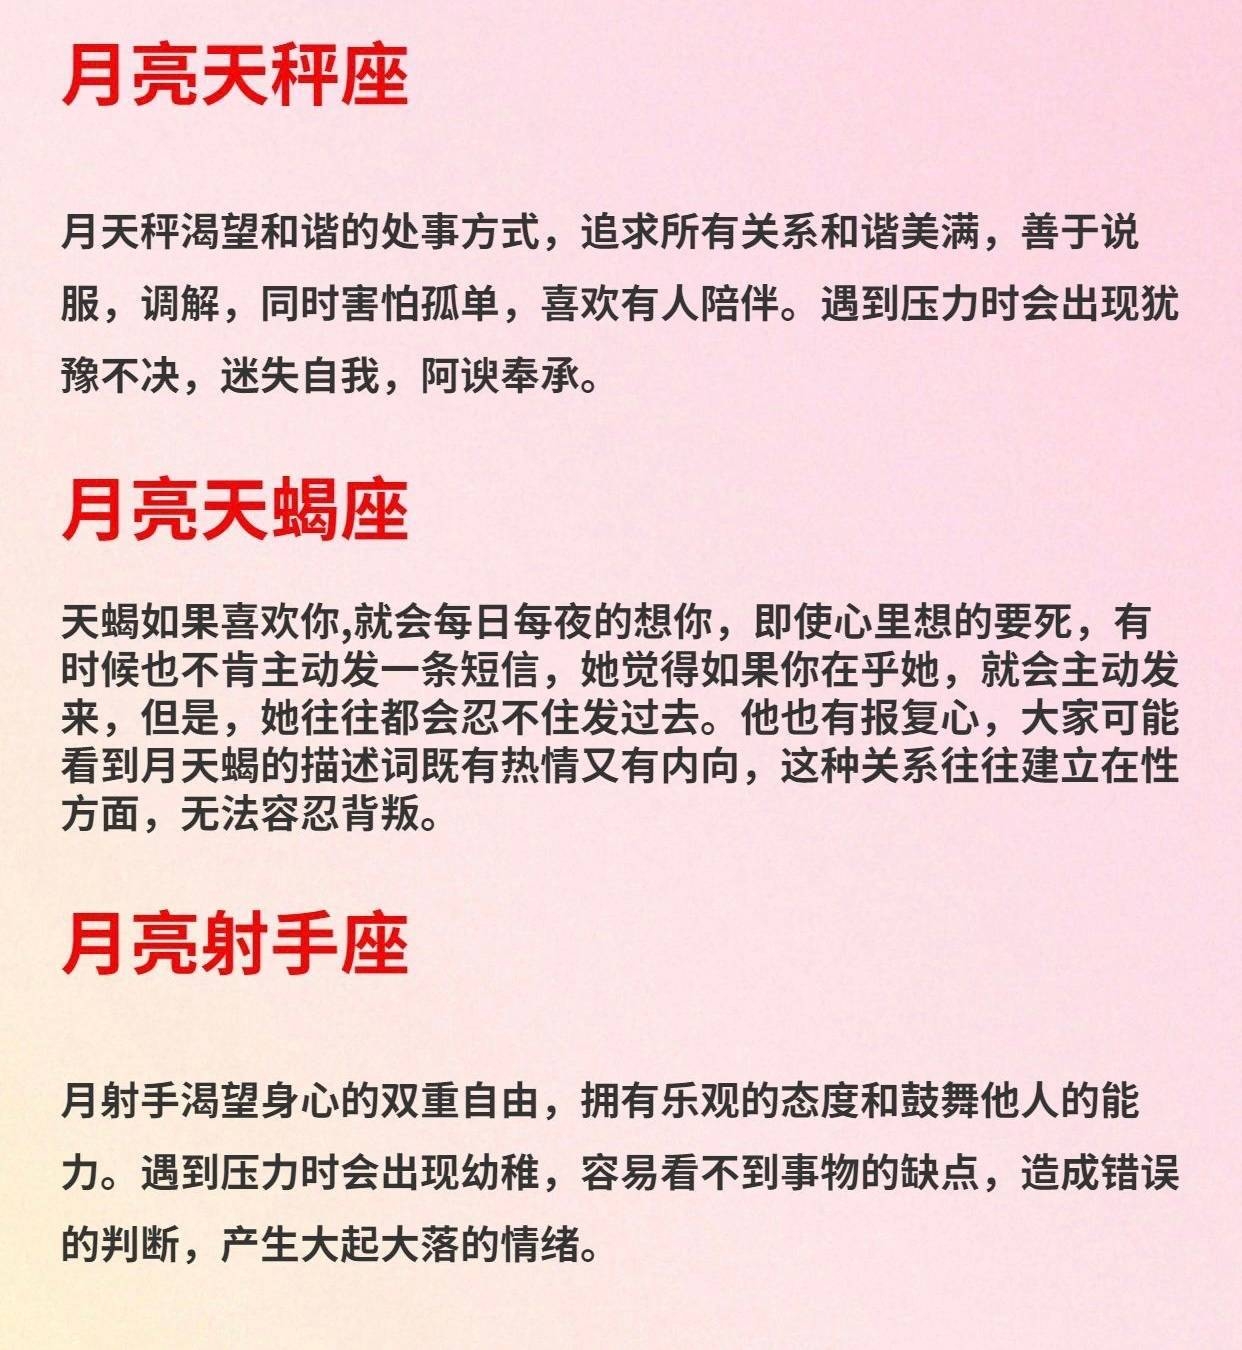 月亮天秤座
月天秤渴望和谐的处事方式，追求所有关系和谐美满，善于说
服，调解，同时害怕孤单，喜欢有人陪伴。遇到压力时会出现犹
豫不决，迷失自我，阿谀奉承。
月亮天蝎座
天蝎如果喜欢你,就会每日每夜的想你，即使心里想的要死，有
时候也不肯主动发一条短信，她觉得如果你在乎她，就会主动发
来，但是，她往往都会忍不住发过去。他也有报复心，大家可能
看到月天蝎的描述词既有热情又有内向，这种关系往往建立在性
方面，无法容忍背叛。
月亮射手座
月射手渴望身心的双重自由，拥有乐观的态度和鼓舞他人的能
力。遇到压力时会出现幼稚，容易看不到事物的缺点，造成错误
的判断，产生大起大落的情绪。